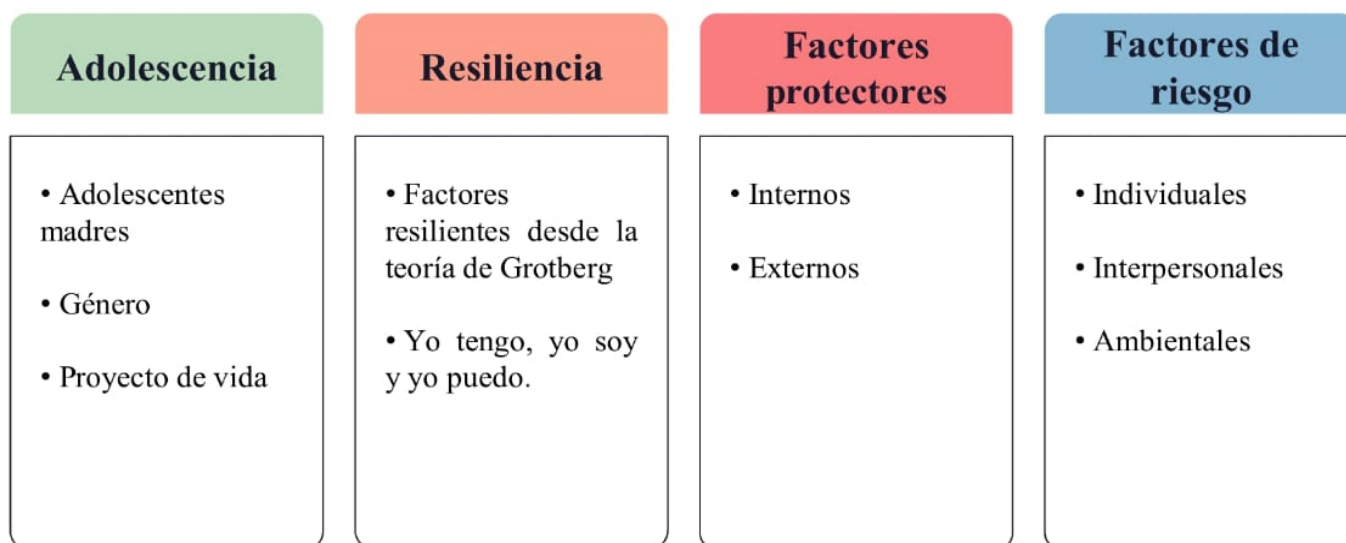 Adolescencia
• Adolescentes
madres
• Género
• Proyecto de vida
Resiliencia
• Factores
resilientes desde la
teoría de Grotberg
• Yo tengo, yo soy
y yo puedo.
Factores
protectores
• Internos
• Externos
Factores de
riesgo
• Individuales
• Interpersonales
• Ambientales